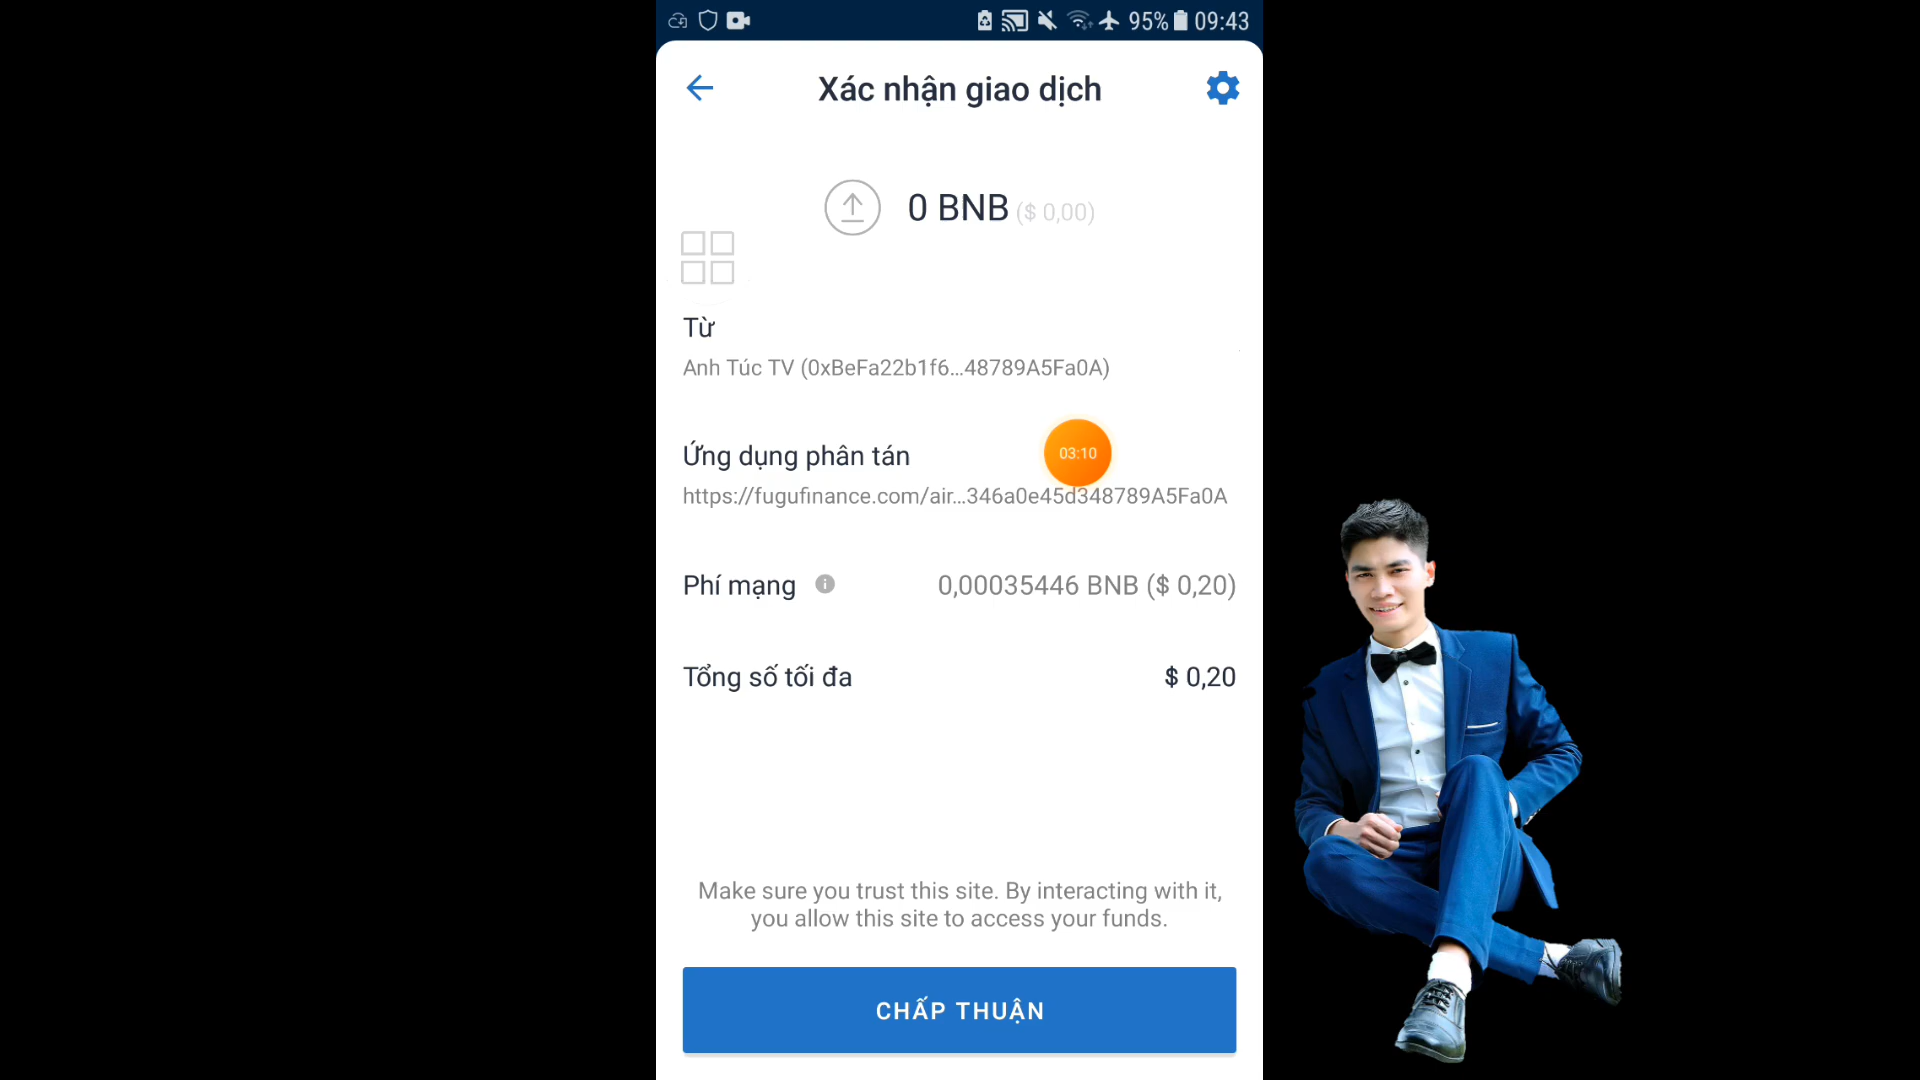 95% 09:43
Xác nhận giao dịch
0 BNB ($ 0,00)
Từ
Anh Túc TV (0xBeFa22b1f6...48789A5Fa0A)
Ứng dụng phân tán
03:10
https://fugufinance.com/air...346a0e45d348789A5Fa0A
Phí mạng 0,00035446 BNB ($ 0,20)
Tổng số tối đa $ 0,20
Make sure you trust this site. By interacting with it,
you allow this site to access your funds.
CHẤP THUẬN